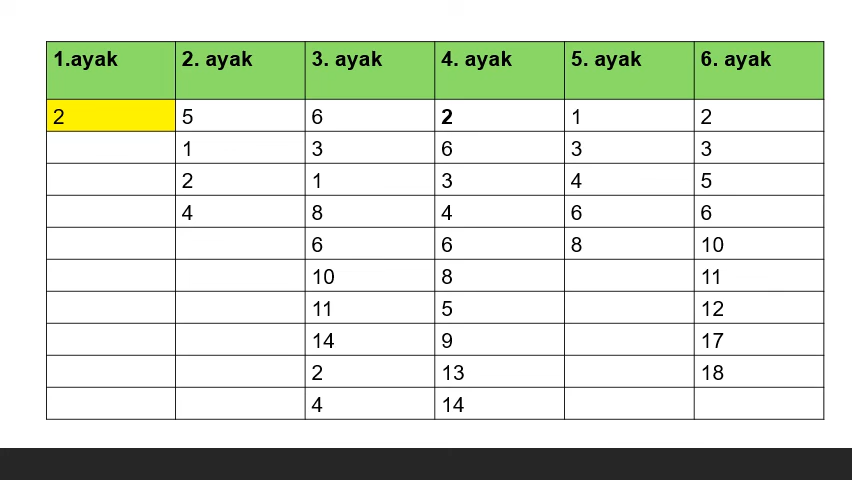 1.ayak 2. ayak 3. ayak 4. ayak 5. ayak 6. ayak
2 5 6 2 1 2
1 3 6 3 3
2 1 3 4 5
4 8 4 6 6
6 6 8 10
10 8 11
11 5 12
14 9 17
2 13 18
4 14